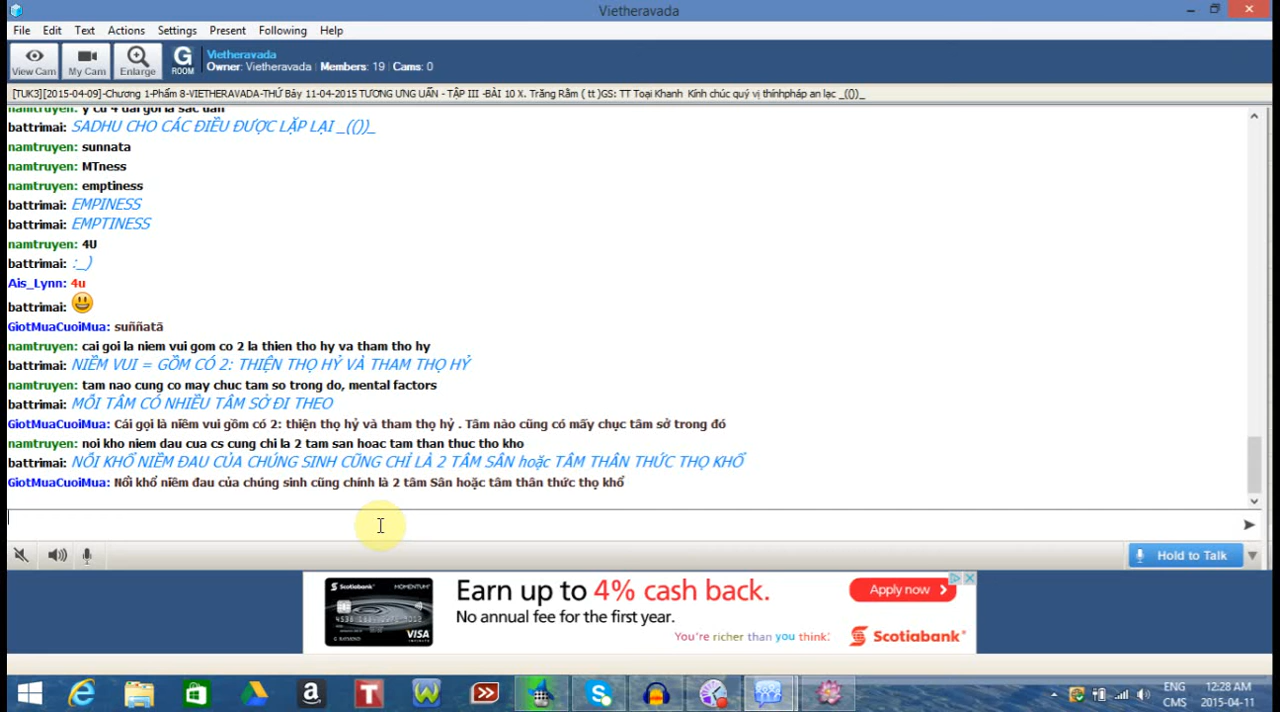 Vietheravada
File Edit Text Actions Settings Present Following Help
View Cam My Cam Enlarge G ROOM
Vietheravada
Owner: Vietheravada | Members: 19 | Cams: 0
[TUK3][2015-04-09]-Chương 1-Phẩm 8-VIETHERAVADA-THỨ Bảy 11-04-2015 TƯƠNG ƯNG UẨN - TẬP III -BÀI 10 X. Trăng Rằm ( tt )GS: TT Toại Khanh Kính chúc quý vị thínhpháp an lạc _(())_
namtruyen: y cu 4 dai goi la sac uan
battrimai: SADHU CHO CÁC ĐIỀU ĐƯỢC LẶP LẠI _(())_
namtruyen: sunnata
namtruyen: MTness
namtruyen: emptiness
battrimai: EMPINESS
battrimai: EMPTINESS
namtruyen: 4U
battrimai: :_)
Ais_Lynn: 4u
battrimai:
GiotMuaCuoiMua: suññatā
namtruyen: cai goi la niem vui gom co 2 la thien tho hy va tham tho hy
battrimai: NIỀM VUI = GỒM CÓ 2: THIỆN THỌ HỶ VÀ THAM THỌ HỶ
namtruyen: tam nao cung co may chuc tam so trong do, mental factors
battrimai: MỖI TÂM CÓ NHIỀU TÂM SỞ ĐI THEO
GiotMuaCuoiMua: Cái gọi là niềm vui gồm có 2: thiện thọ hỷ và tham thọ hỷ . Tâm nào cũng có mấy chục tâm sở trong đó
namtruyen: noi kho niem dau cua cs cung chi la 2 tam san hoac tam than thuc tho kho
battrimai: NỖI KHỔ NIỀM ĐAU CỦA CHÚNG SINH CŨNG CHỈ LÀ 2 TÂM SÂN hoặc TÂM THÂN THỨC THỌ KHỔ
GiotMuaCuoiMua: Nỗi khổ niềm đau của chúng sinh cũng chính là 2 tâm Sân hoặc tâm thân thức thọ khổ
Hold to Talk
Scotiabank MOMENTUM
VISA
Earn up to 4% cash back.
No annual fee for the first year.
You're richer than you think.
Apply now
Scotiabank
ENG 12:28 AM
CMS 2015-04-11